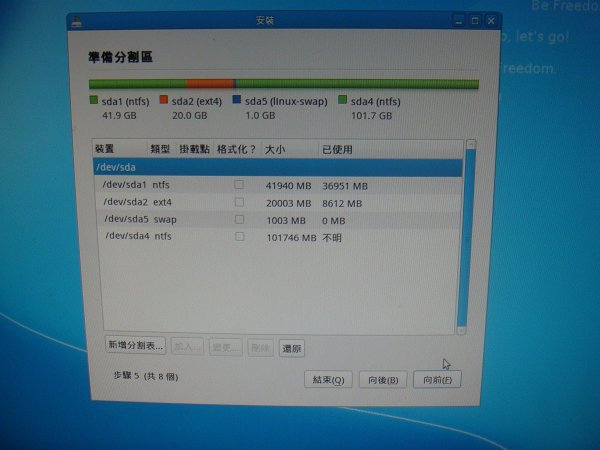 Be Freedo
o, let's go!
Freedom.
安裝
準備分割區
sda1 (ntfs) sda2 (ext4) sda5 (linux-swap) sda4 (ntfs)
41.9 GB 20.0 GB 1.0 GB 101.7 GB
裝置 類型 掛載點 格式化？ 大小 已使用
/dev/sda
/dev/sda1 ntfs 41940 MB 36951 MB
/dev/sda2 ext4 20003 MB 8612 MB
/dev/sda5 swap 1003 MB 0 MB
/dev/sda4 ntfs 101746 MB 不明
新增分割表... 加入... 變更... 刪除 還原
步驟 5 (共 8 個)
結束(Q) 向後(B) 向前(F)